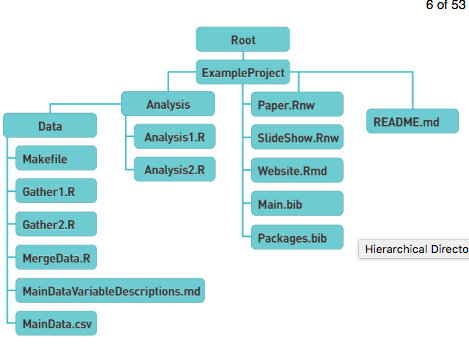 6 of 53
Root
ExampleProject
Analysis
Paper.Rnw
Data
README.md
Analysis1.R
SlideShow.Rnw
Makefile
Analysis2.R
Website.Rmd
Gather1.R
Main.bib
Gather2.R
Packages.bib
Hierarchical Directo
MergeData.R
MainDataVariableDescriptions.md
MainData.csv